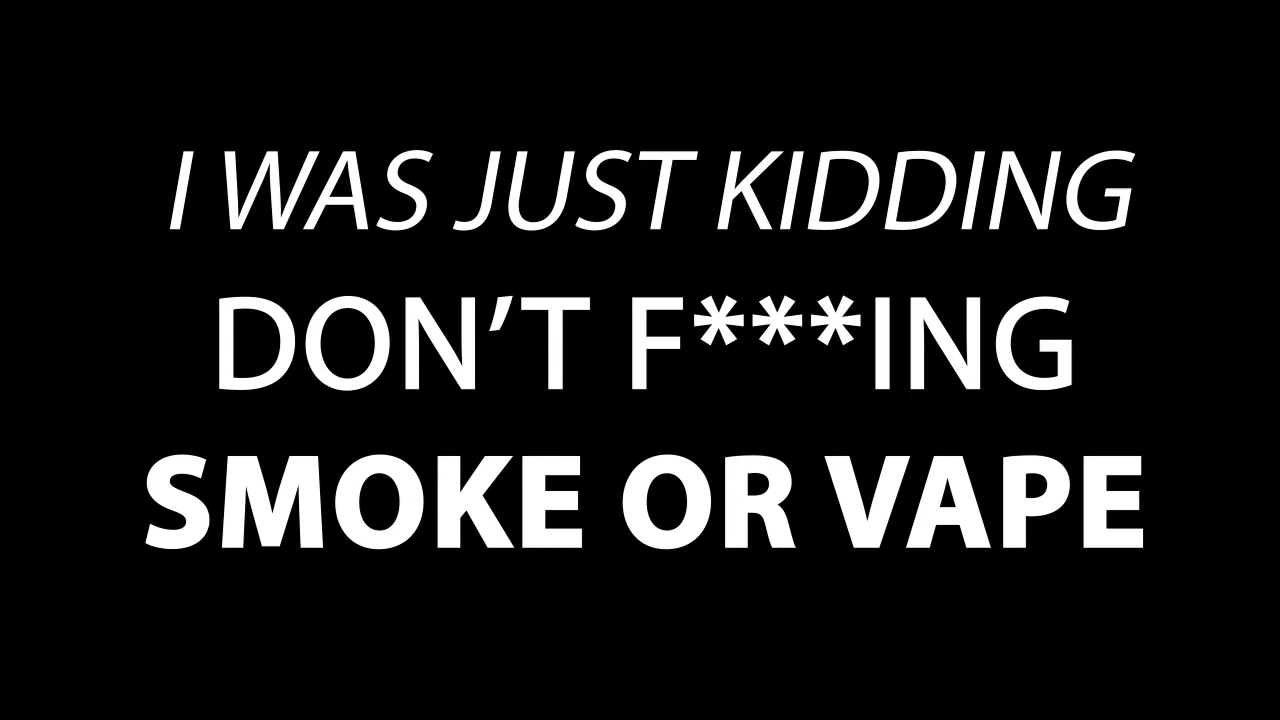 I WAS JUST KIDDING
DON’T F***ING
SMOKE OR VAPE